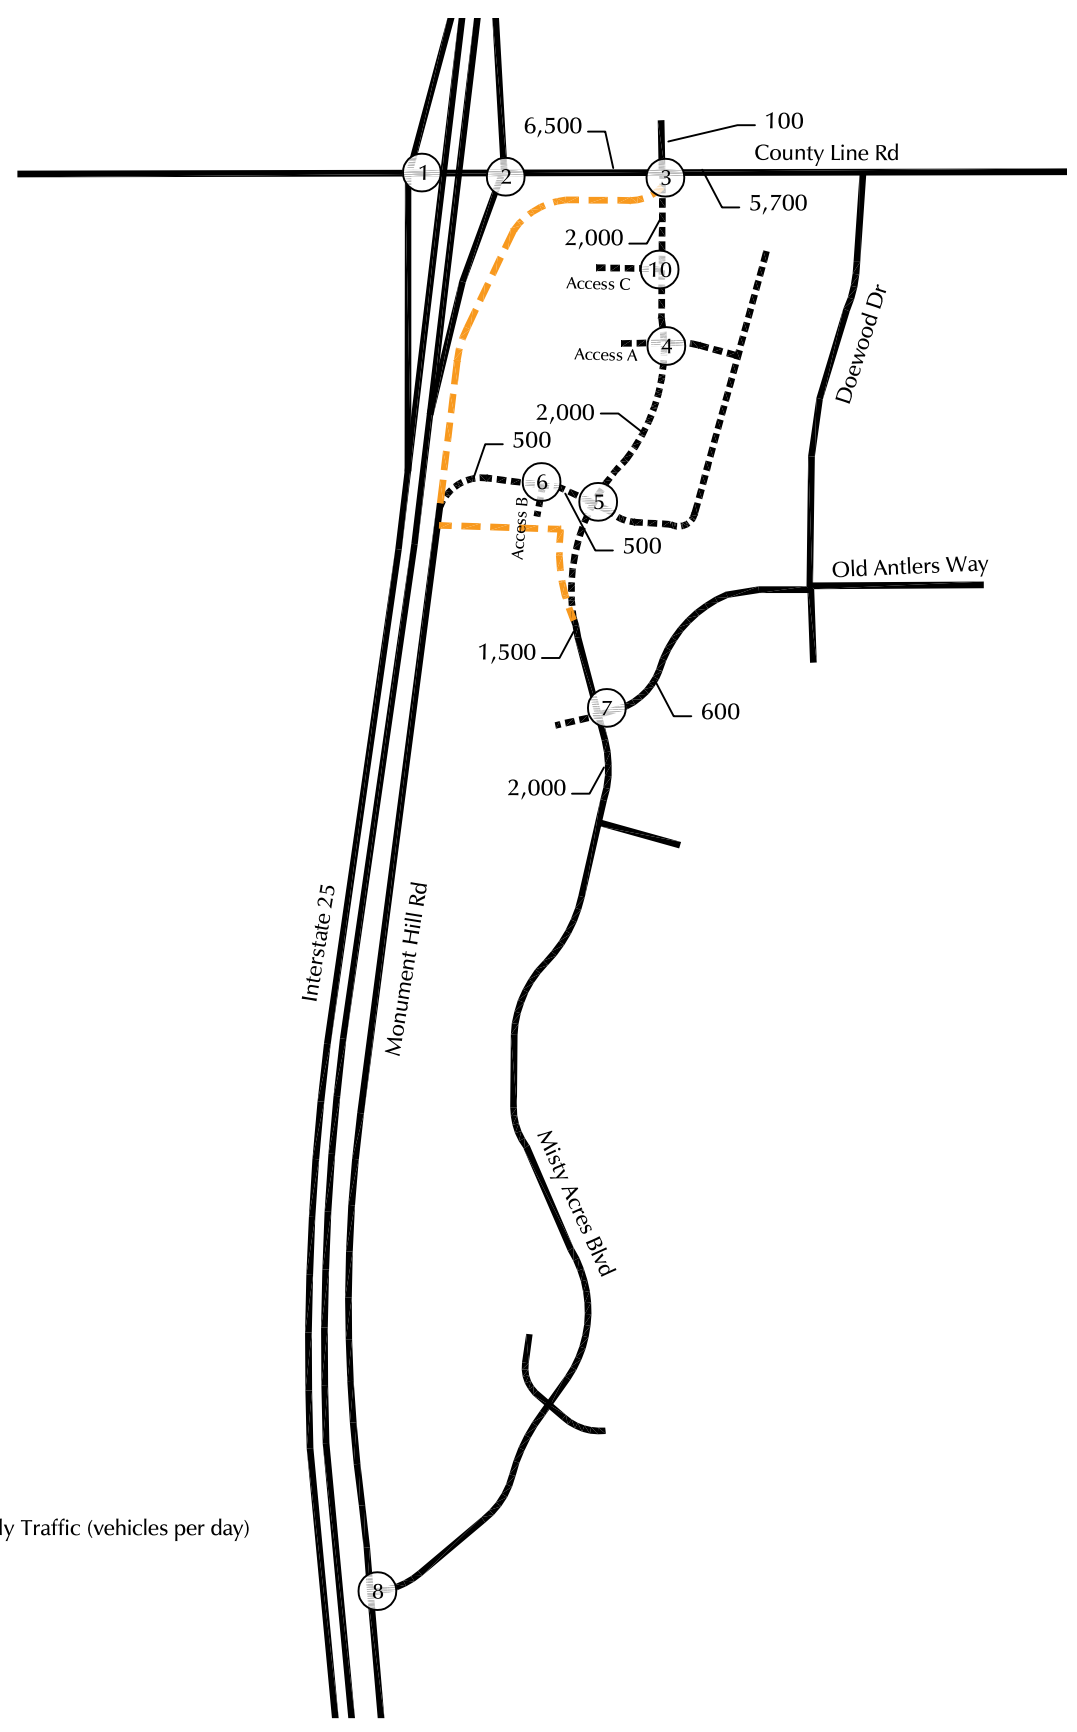 100
6,500
County Line Rd
1
2
3
5,700
2,000
10
Access C
4
Access A
Doewood Dr
2,000
500
6
5
Access B
500
Old Antlers Way
1,500
7
600
2,000
Interstate 25
Monument Hill Rd
Misty Acres Blvd
ly Traffic (vehicles per day)
8